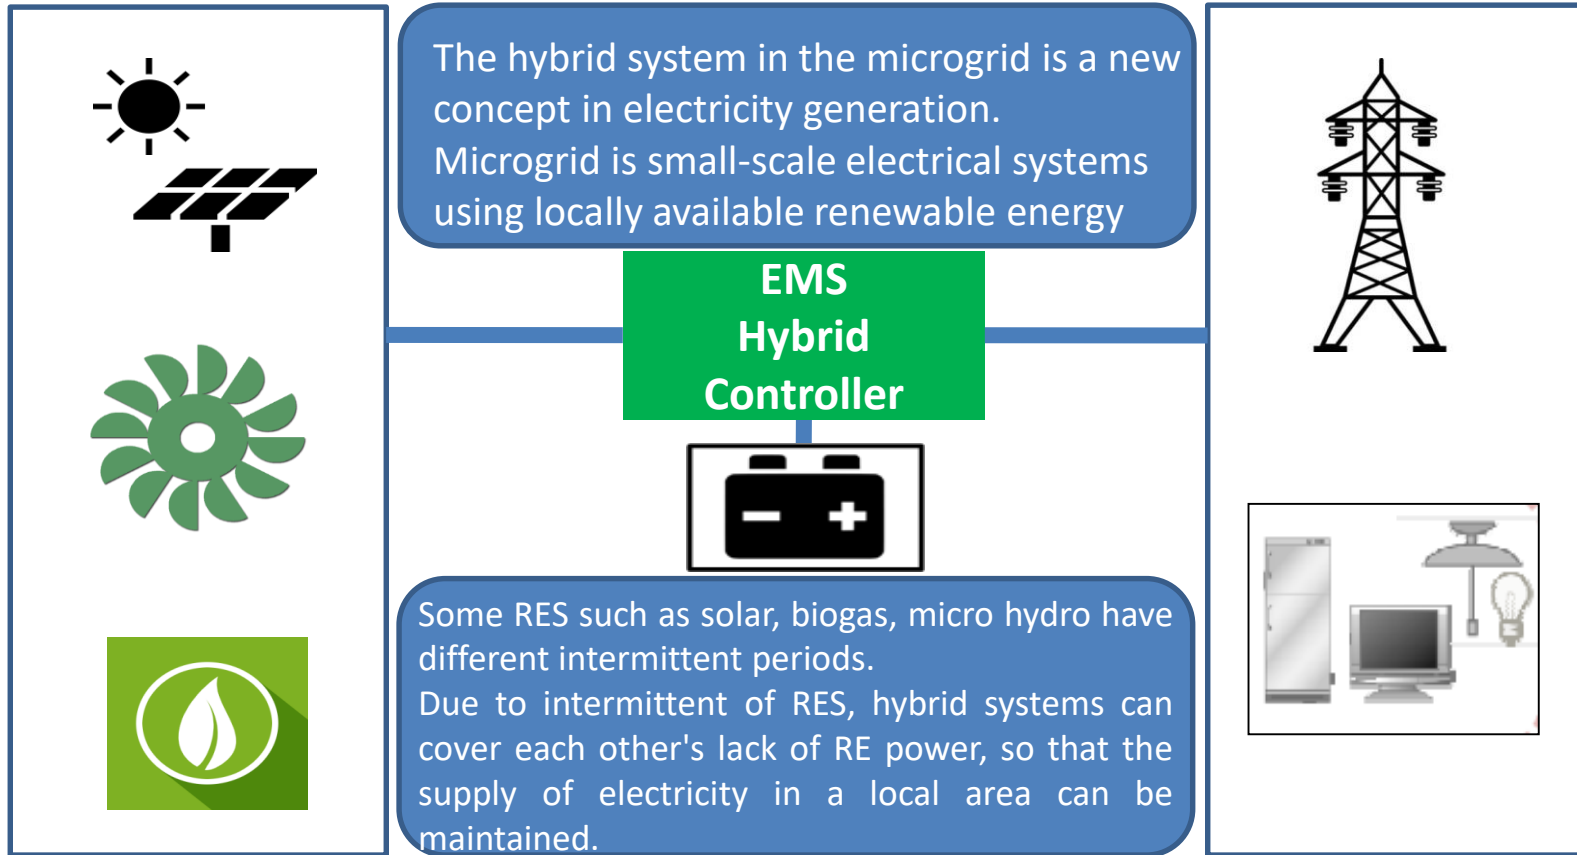 The hybrid system in the microgrid is a new
concept in electricity generation.
Microgrid is small-scale electrical systems
using locally available renewable energy
EMS
Hybrid
Controller
Some RES such as solar, biogas, micro hydro have
different intermittent periods.
Due to intermittent of RES, hybrid systems can
cover each other's lack of RE power, so that the
supply of electricity in a local area can be
maintained.